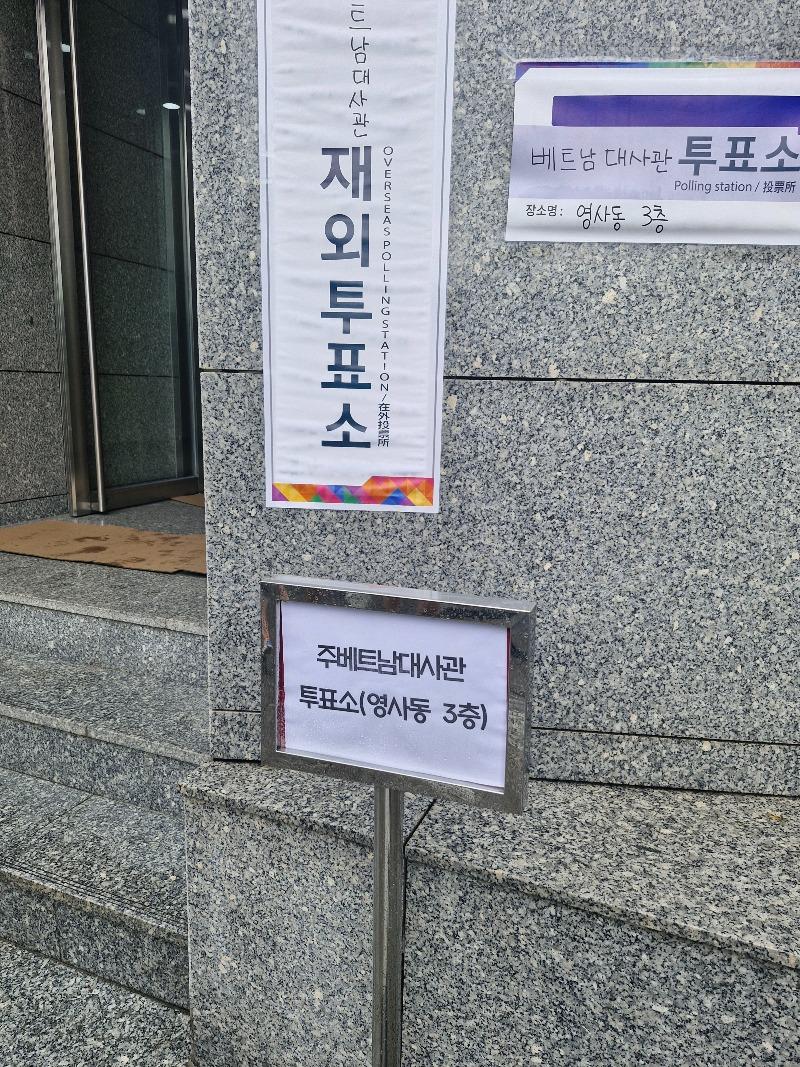 트남대사관
재외투표소
OVERSEAS POLLING STATION / 在外投票所
베트남 대사관 투표소
Polling station / 投票所
장소명: 영사동 3층
주베트남대사관
투표소(영사동 3층)